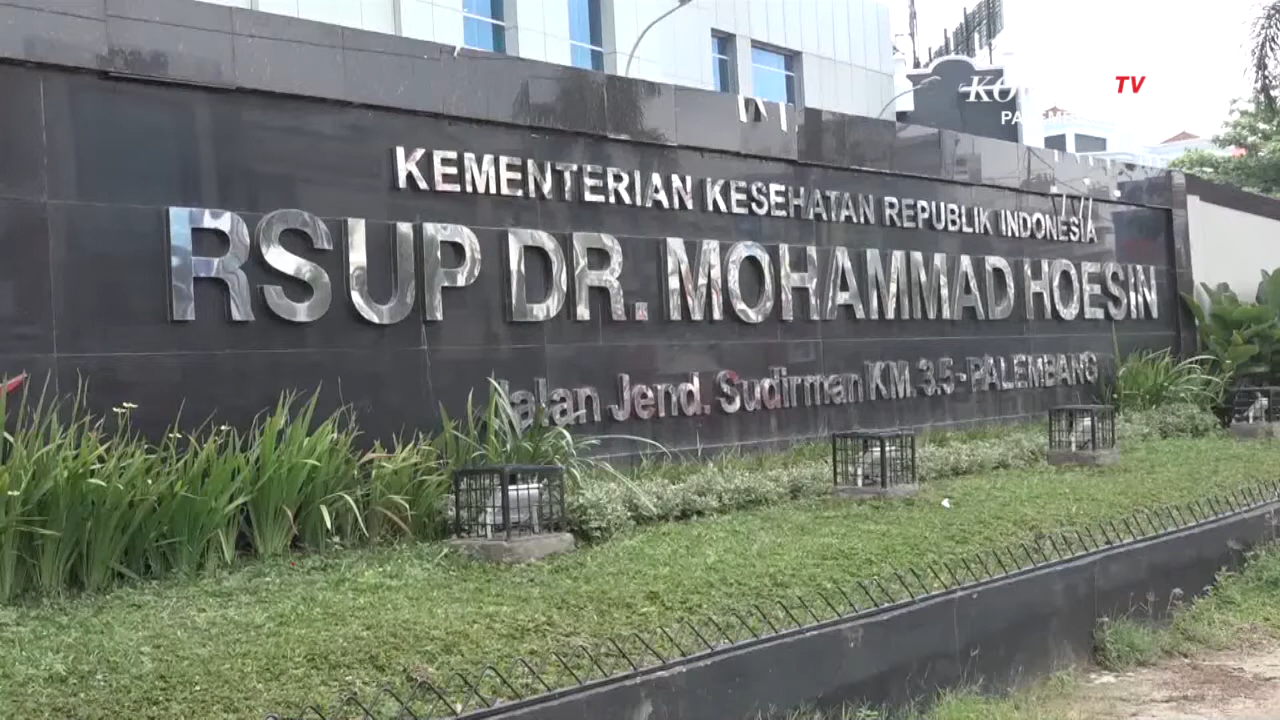 TV
KEMENTERIAN KESEHATAN REPUBLIK INDONESIA
RSUP DR. MOHAMMAD HOESIN
Jalan Jend. Sudirman KM. 3.5 - PALEMBANG